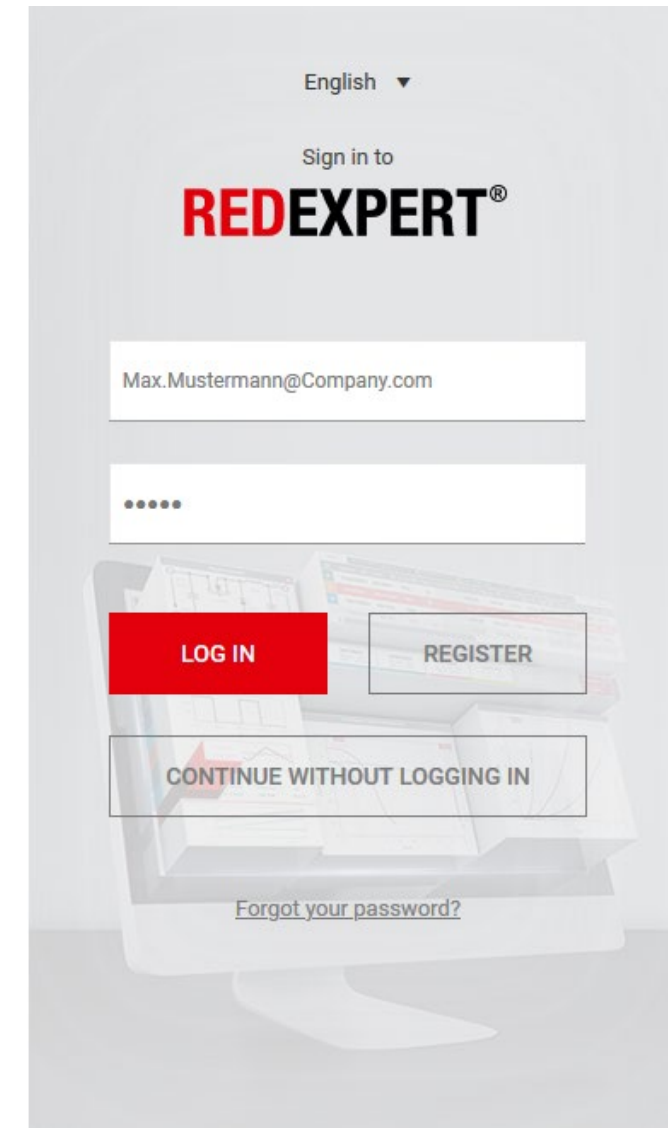 English ▼
Sign in to
REDEXPERT®
Max.Mustermann@Company.com
•••••
LOG IN
REGISTER
CONTINUE WITHOUT LOGGING IN
Forgot your password?